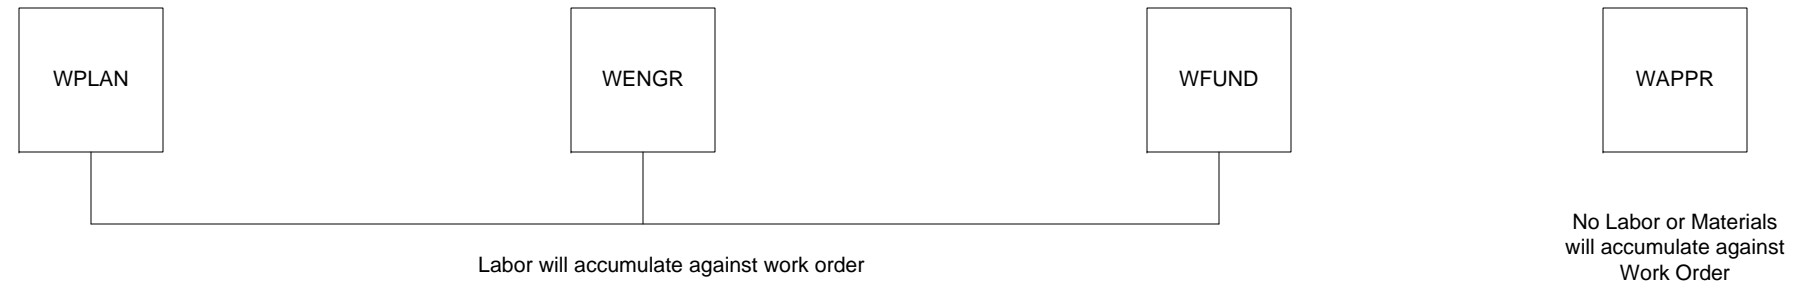 WPLAN
WENGR
WFUND
WAPPR
Labor will accumulate against work order
No Labor or Materials
will accumulate against
Work Order